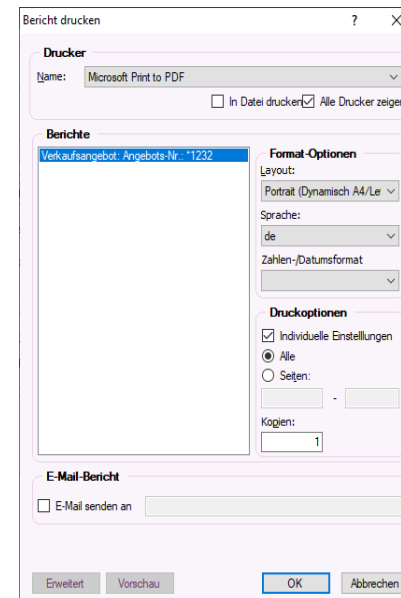 Bericht drucken
Drucker
Name: Microsoft Print to PDF
In Datei drucken Alle Drucker zeigen
Berichte
Verkaufsangebot: Angebots-Nr.: *1232
Format-Optionen
Layout:
Portrait (Dynamisch A4/Le
Sprache:
de
Zahlen-/Datumsformat
Druckoptionen
Individuelle Einstelllungen
Alle
Seiten:
-
Kopien:
1
E-Mail-Bericht
E-Mail senden an
Erweitert Vorschau OK Abbrechen